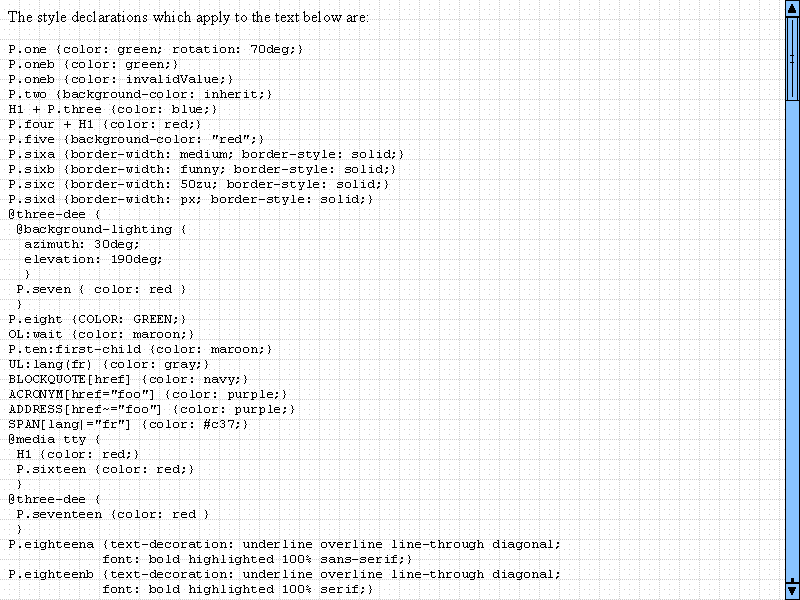 The style declarations which apply to the text below are:
P.one {color: green; rotation: 70deg;}
P.oneb {color: green;}
P.oneb {color: invalidValue;}
P.two {background-color: inherit;}
H1 + P.three {color: blue;}
P.four + H1 {color: red;}
P.five {background-color: "red";}
P.sixa {border-width: medium; border-style: solid;}
P.sixb {border-width: funny; border-style: solid;}
P.sixc {border-width: 50zu; border-style: solid;}
P.sixd {border-width: px; border-style: solid;}
@three-dee {
 @background-lighting {
  azimuth: 30deg;
  elevation: 190deg;
  }
 P.seven { color: red }
 }
P.eight {COLOR: GREEN;}
OL:wait {color: maroon;}
P.ten:first-child {color: maroon;}
UL:lang(fr) {color: gray;}
BLOCKQUOTE[href] {color: navy;}
ACRONYM[href="foo"] {color: purple;}
ADDRESS[href~="foo"] {color: purple;}
SPAN[lang|="fr"] {color: #c37;}
@media tty {
 H1 {color: red;}
 P.sixteen {color: red;}
 }
@three-dee {
 P.seventeen {color: red }
 }
P.eighteena {text-decoration: underline overline line-through diagonal;
            font: bold highlighted 100% sans-serif;}
P.eighteenb {text-decoration: underline overline line-through diagonal;
            font: bold highlighted 100% serif;}